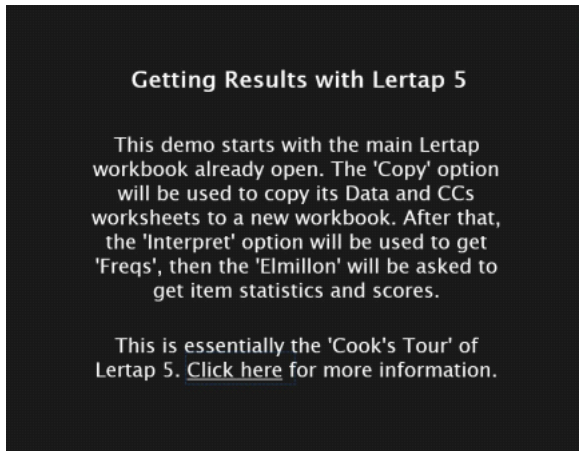 Getting Results with Lertap 5
This demo starts with the main Lertap
workbook already open. The 'Copy' option
will be used to copy its Data and CCs
worksheets to a new workbook. After that,
the 'Interpret' option will be used to get
'Freqs', then the 'Elmillon' will be asked to
get item statistics and scores.
This is essentially the 'Cook's Tour' of
Lertap 5. Click here for more information.